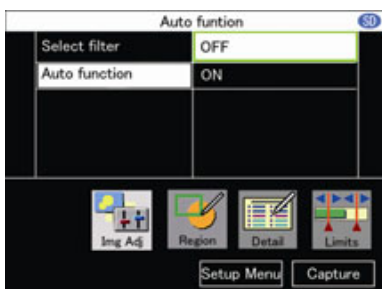 Auto funtion
SD
Select filter OFF
Auto function ON
Img Adj Region Detail Limits
Setup Menu Capture